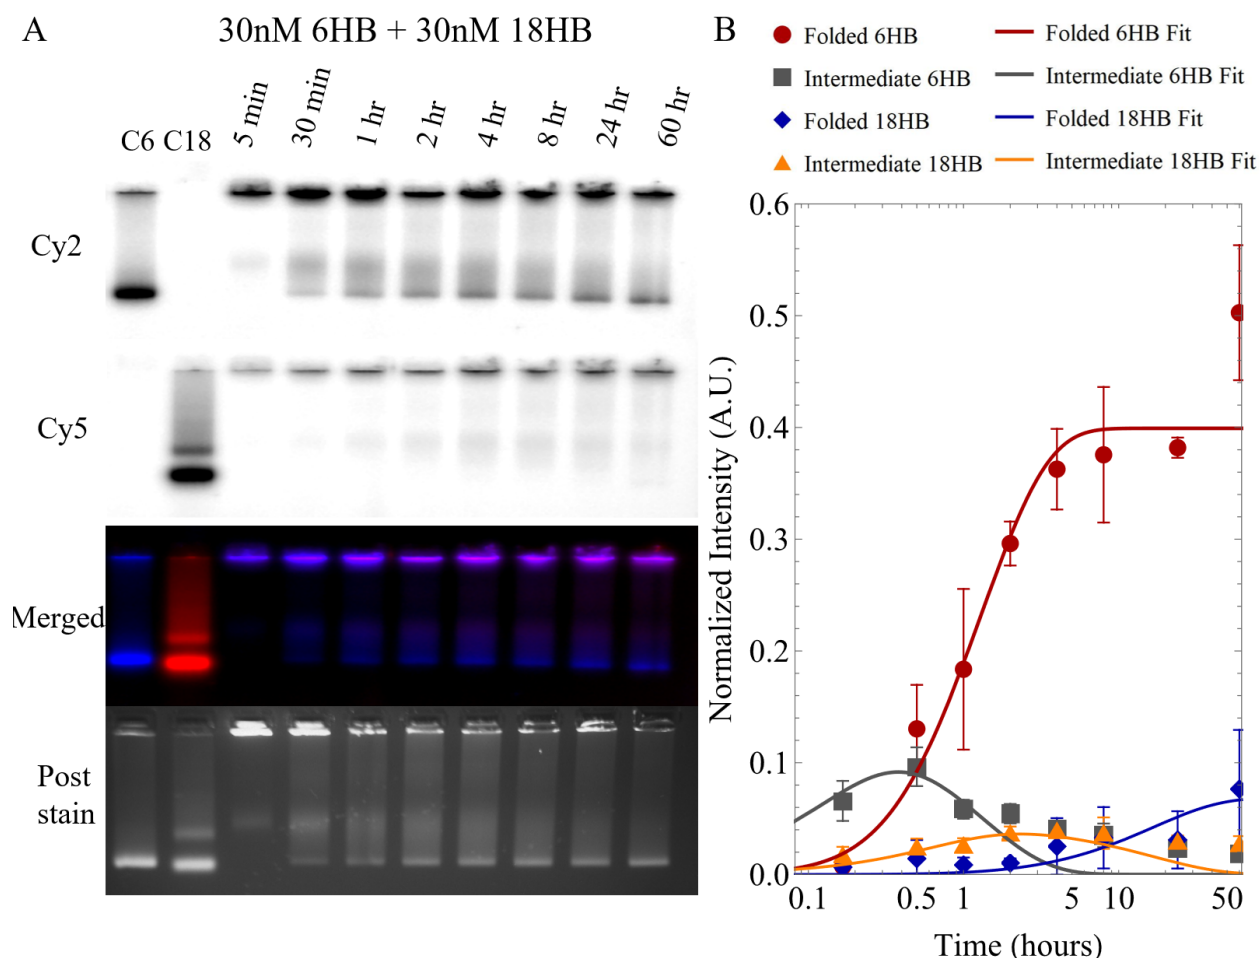 A
30nM 6HB + 30nM 18HB
C6 C18 5 min 30 min 1 hr 2 hr 4 hr 8 hr 24 hr 60 hr
Cy2
Cy5
Merged
Post
stain
B
Folded 6HB
Folded 6HB Fit
Intermediate 6HB
Intermediate 6HB Fit
Folded 18HB
Folded 18HB Fit
Intermediate 18HB
Intermediate 18HB Fit
Normalized Intensity (A.U.)
0.6
0.5
0.4
0.3
0.2
0.1
0.0
0.1 0.5 1 5 10 50
Time (hours)